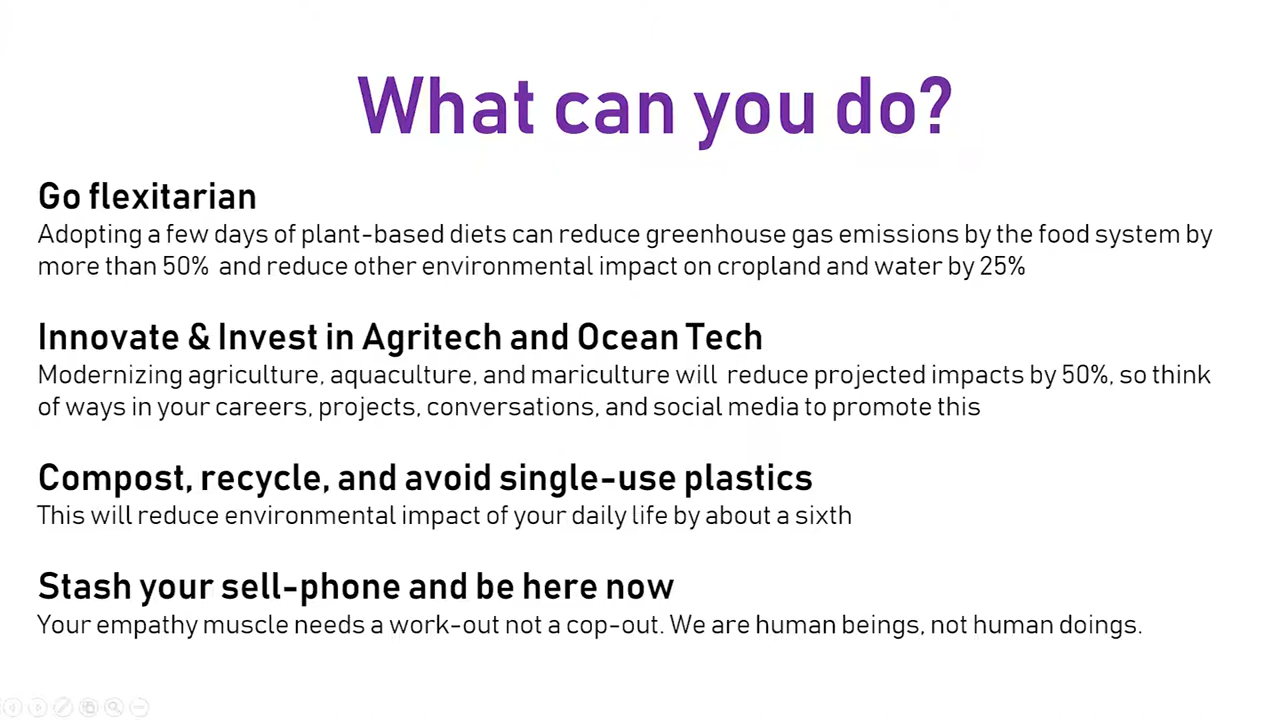 What can you do?
Go flexitarian
Adopting a few days of plant-based diets can reduce greenhouse gas emissions by the food system by
more than 50% and reduce other environmental impact on cropland and water by 25%
Innovate & Invest in Agritech and Ocean Tech
Modernizing agriculture, aquaculture, and mariculture will reduce projected impacts by 50%, so think
of ways in your careers, projects, conversations, and social media to promote this
Compost, recycle, and avoid single-use plastics
This will reduce environmental impact of your daily life by about a sixth
Stash your sell-phone and be here now
Your empathy muscle needs a work-out not a cop-out. We are human beings, not human doings.